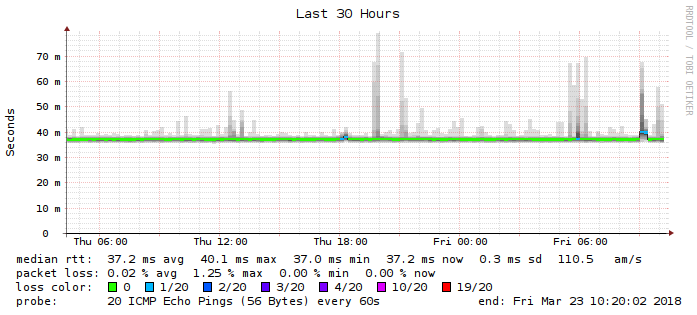 Last 30 Hours
RRDTOOL / TOBI OETIKER
Seconds
70 m
60 m
50 m
40 m
30 m
20 m
10 m
0
Thu 06:00 Thu 12:00 Thu 18:00 Fri 00:00 Fri 06:00
median rtt: 37.2 ms avg 40.1 ms max 37.0 ms min 37.2 ms now 0.3 ms sd 110.5 am/s
packet loss: 0.02 % avg 1.25 % max 0.00 % min 0.00 % now
loss color: 0 1/20 2/20 3/20 4/20 10/20 19/20
probe: 20 ICMP Echo Pings (56 Bytes) every 60s end: Fri Mar 23 10:20:02 2018